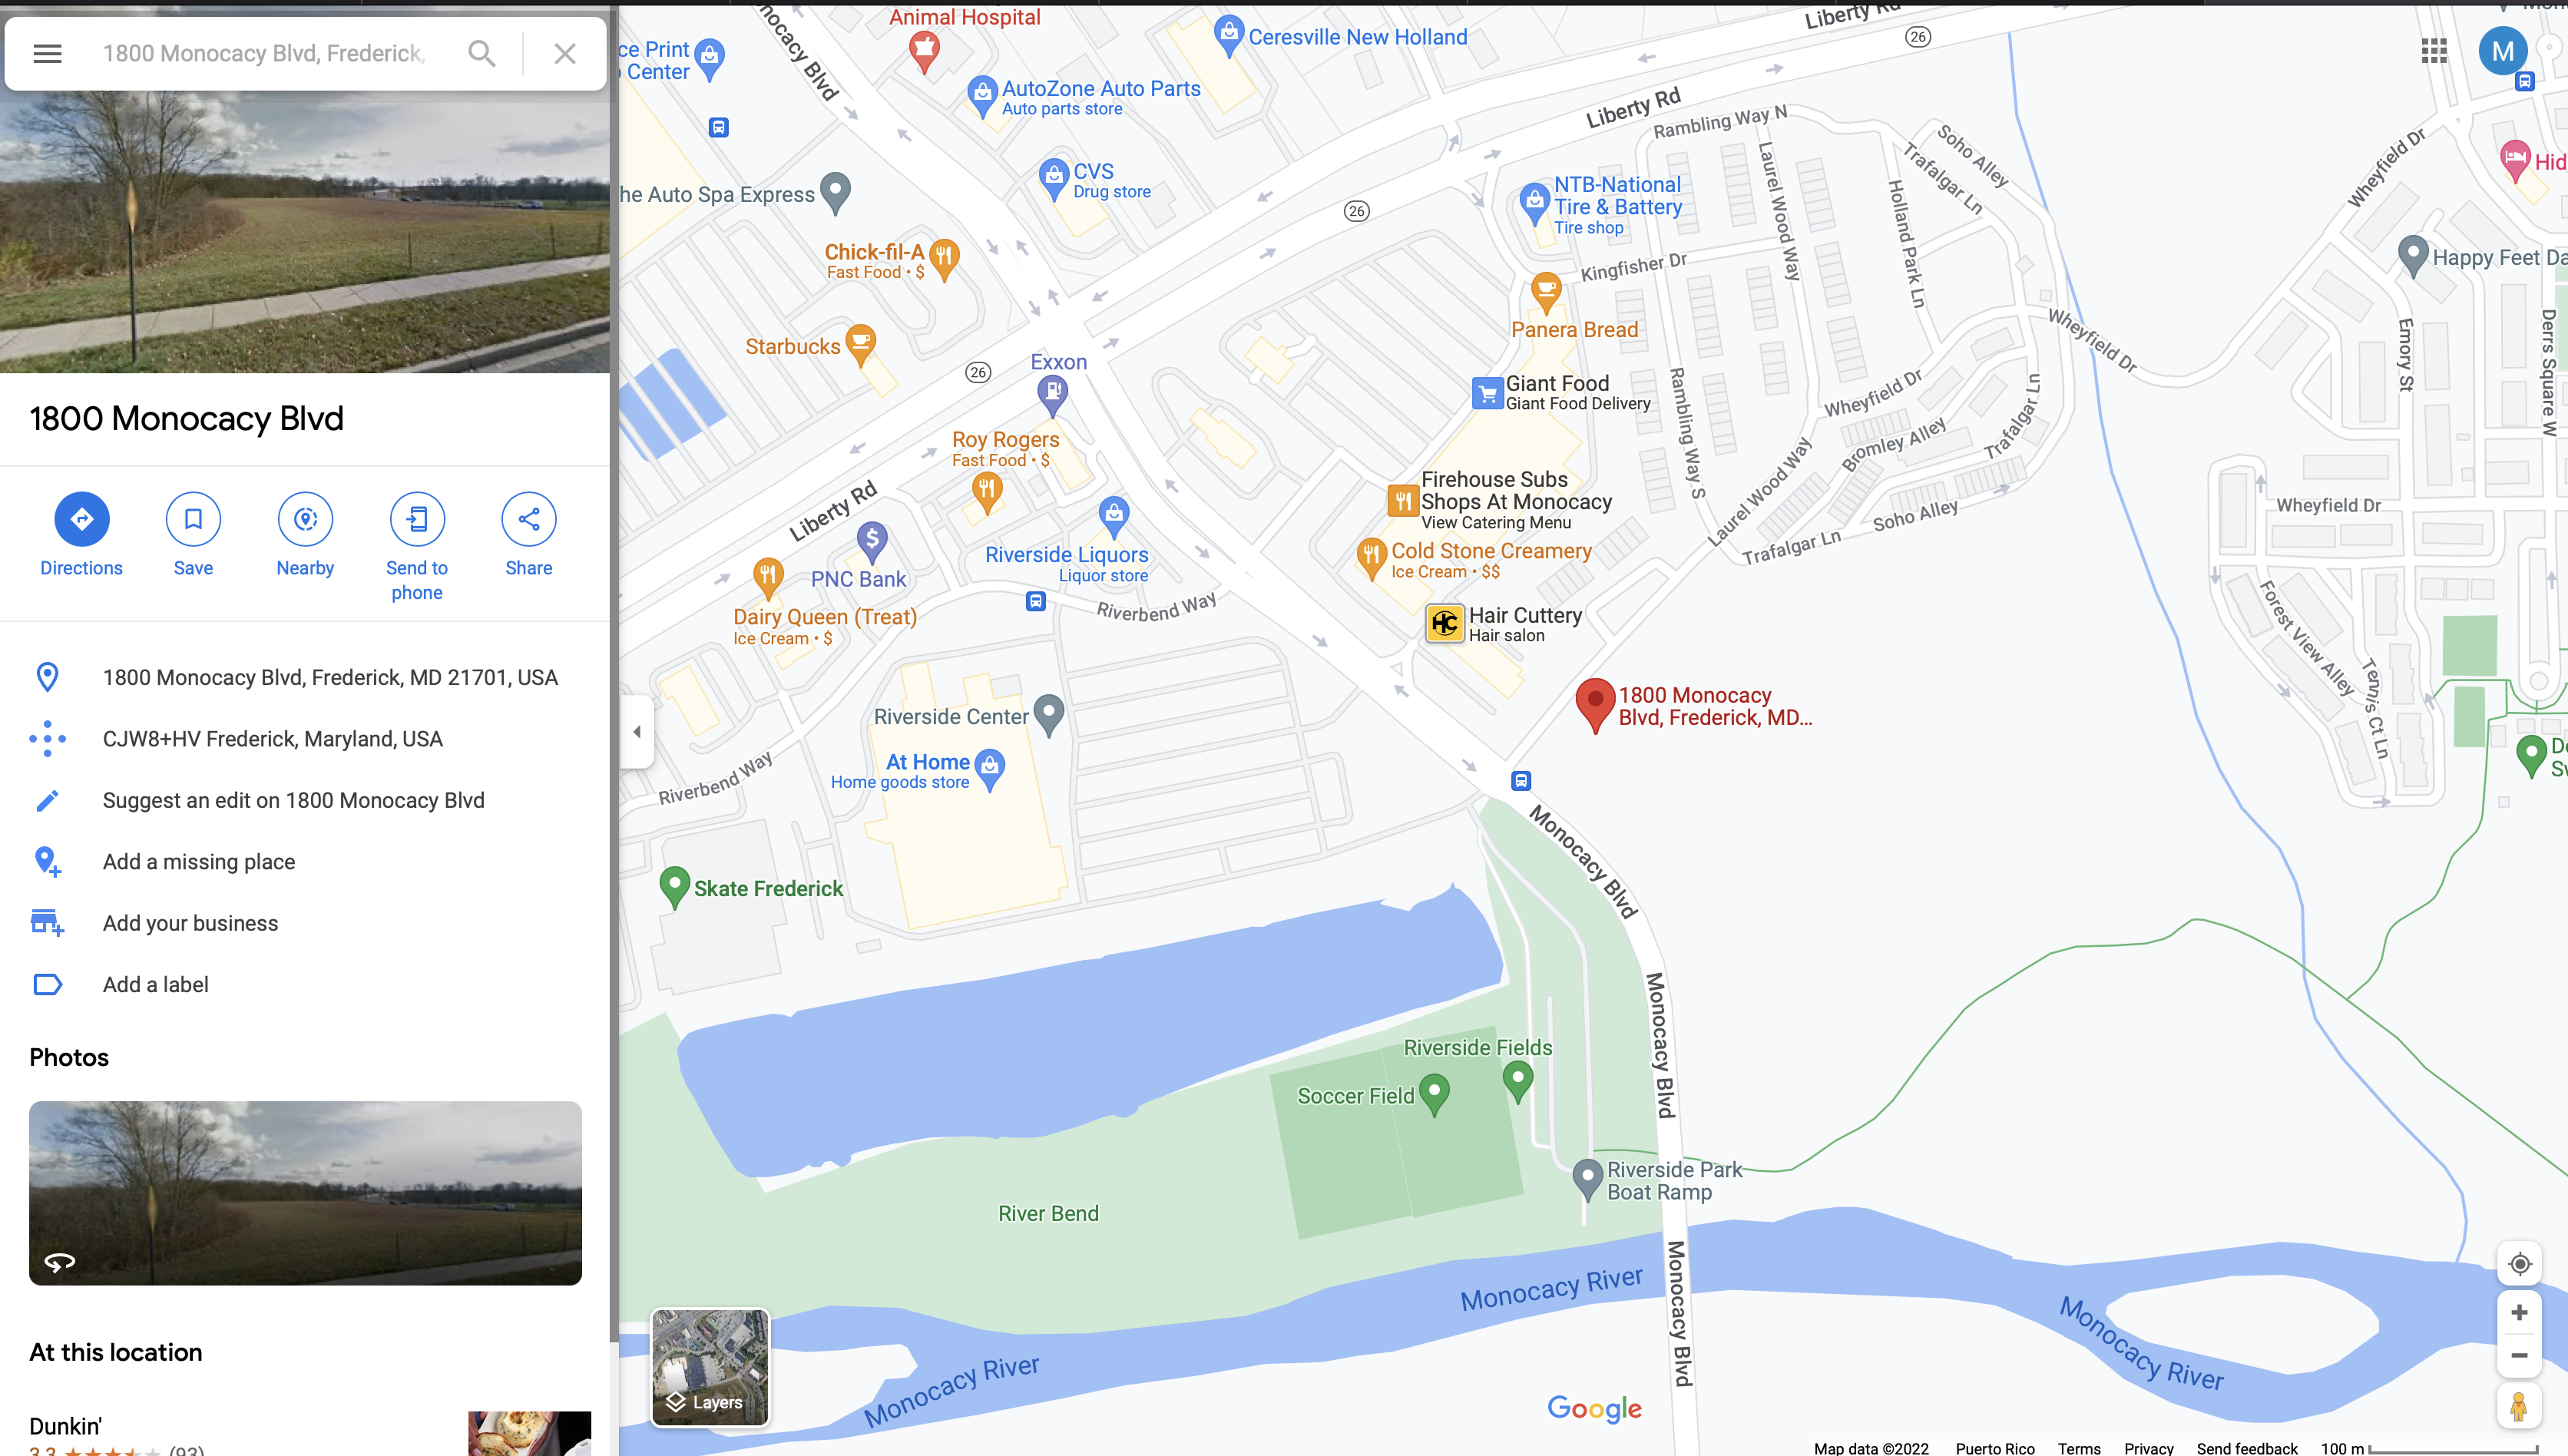 1800 Monocacy Blvd, Frederick,
1800 Monocacy Blvd
Directions
Save
Nearby
Send to
phone
Share
1800 Monocacy Blvd, Frederick, MD 21701, USA
CJW8+HV Frederick, Maryland, USA
Suggest an edit on 1800 Monocacy Blvd
Add a missing place
Add your business
Add a label
Photos
At this location
Dunkin'
3.3
(93)
Animal Hospital
ce Print
Center
Ceresville New Holland
Liberty Rd
26
M
AutoZone Auto Parts
Auto parts store
Liberty Rd
Rambling Way N
Soho Alley
Trafalgar Ln
Wheyfield Dr
Hid
he Auto Spa Express
CVS
Drug store
NTB-National
Tire & Battery
Tire shop
Laurel Wood Way
Holland Park Ln
26
Chick-fil-A
Fast Food • $
Kingfisher Dr
Happy Feet Da
Starbucks
Panera Bread
Wheyfield Dr
Emory St
Derrs Square W
26
Exxon
Giant Food
Giant Food Delivery
Rambling Way S
Wheyfield Dr
Bromley Alley
Trafalgar Ln
Roy Rogers
Fast Food • $
Liberty Rd
Firehouse Subs
Shops At Monocacy
View Catering Menu
Laurel Wood Way
Soho Alley
Trafalgar Ln
Wheyfield Dr
PNC Bank
Riverside Liquors
Liquor store
Cold Stone Creamery
Ice Cream • $$
Dairy Queen (Treat)
Ice Cream • $
Riverbend Way
Hair Cuttery
Hair salon
HC
Forest View Alley
Tennis Ct Ln
Riverside Center
1800 Monocacy
Blvd, Frederick, MD...
At Home
Home goods store
Riverbend Way
Monocacy Blvd
Skate Frederick
Monocacy Blvd
Riverside Fields
Soccer Field
Riverside Park
Boat Ramp
River Bend
Monocacy River
Monocacy Blvd
Monocacy River
Monocacy River
Layers
Google
Map data ©2022
Puerto Rico
Terms
Privacy
Send feedback
100 m